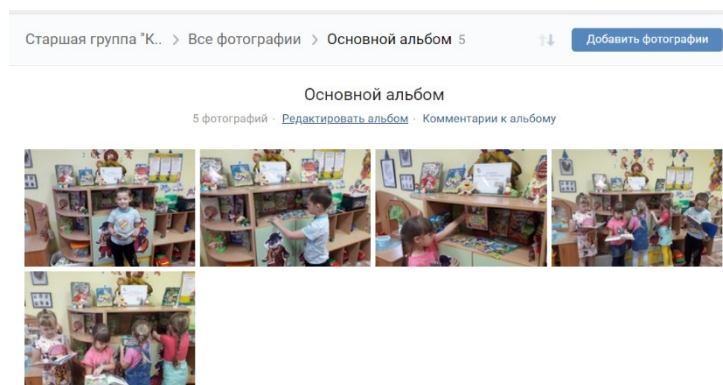 Старшая группа "К.. > Все фотографии > Основной альбом 5
Добавить фотографии
Основной альбом
5 фотографий · Редактировать альбом · Комментарии к альбому